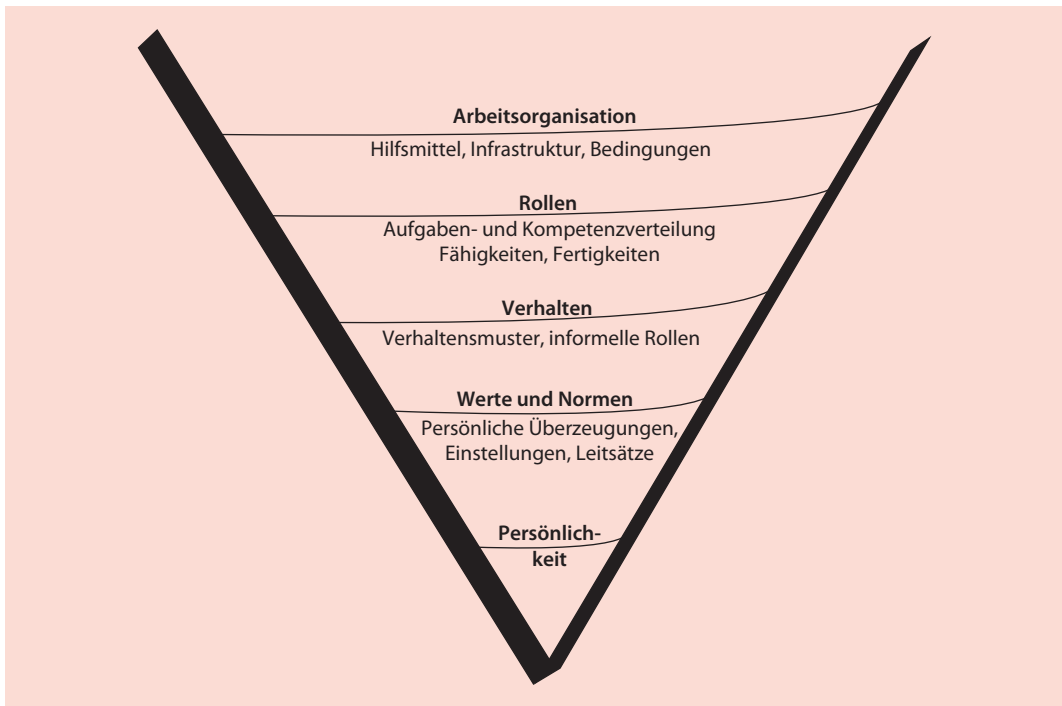 Arbeitsorganisation
Hilfsmittel, Infrastruktur, Bedingungen
Rollen
Aufgaben- und Kompetenzverteilung
Fähigkeiten, Fertigkeiten
Verhalten
Verhaltensmuster, informelle Rollen
Werte und Normen
Persönliche Überzeugungen,
Einstellungen, Leitsätze
Persönlich-
keit